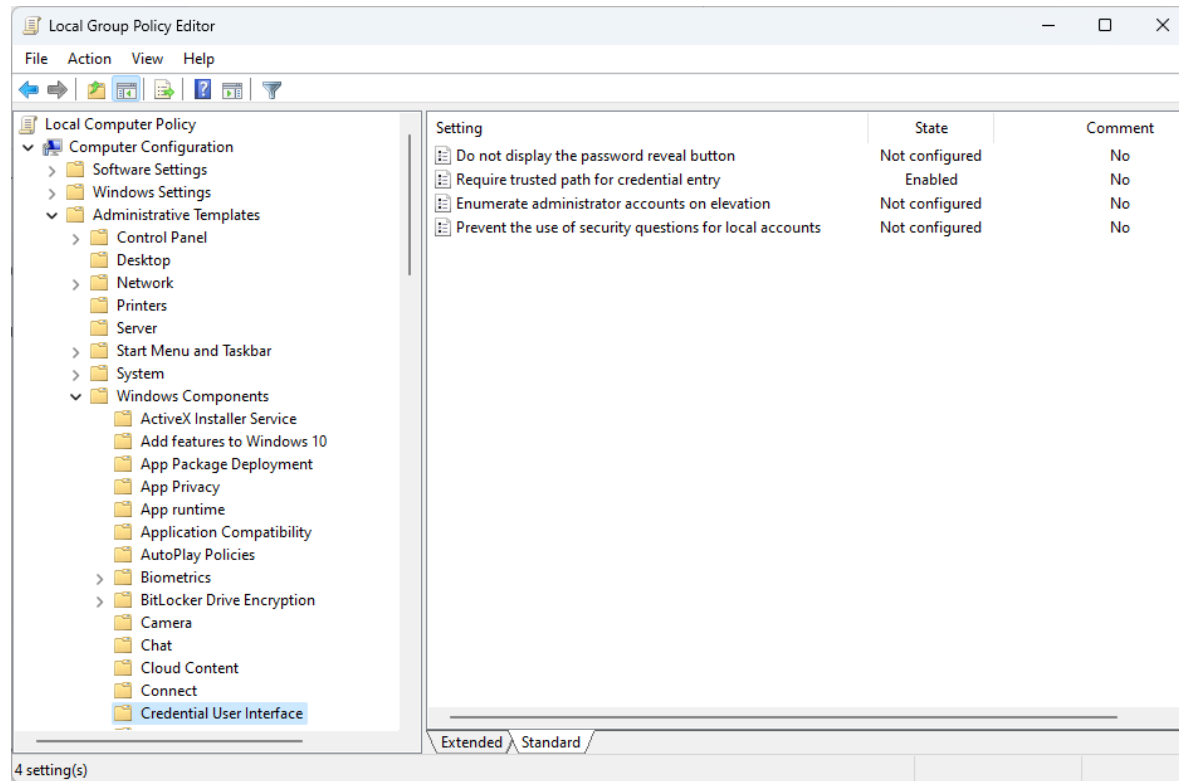 Local Group Policy Editor
File Action View Help
Local Computer Policy
Computer Configuration
Software Settings
Windows Settings
Administrative Templates
Control Panel
Desktop
Network
Printers
Server
Start Menu and Taskbar
System
Windows Components
ActiveX Installer Service
Add features to Windows 10
App Package Deployment
App Privacy
App runtime
Application Compatibility
AutoPlay Policies
Biometrics
BitLocker Drive Encryption
Camera
Chat
Cloud Content
Connect
Credential User Interface
Setting State Comment
Do not display the password reveal button Not configured No
Require trusted path for credential entry Enabled No
Enumerate administrator accounts on elevation Not configured No
Prevent the use of security questions for local accounts Not configured No
Extended Standard
4 setting(s)